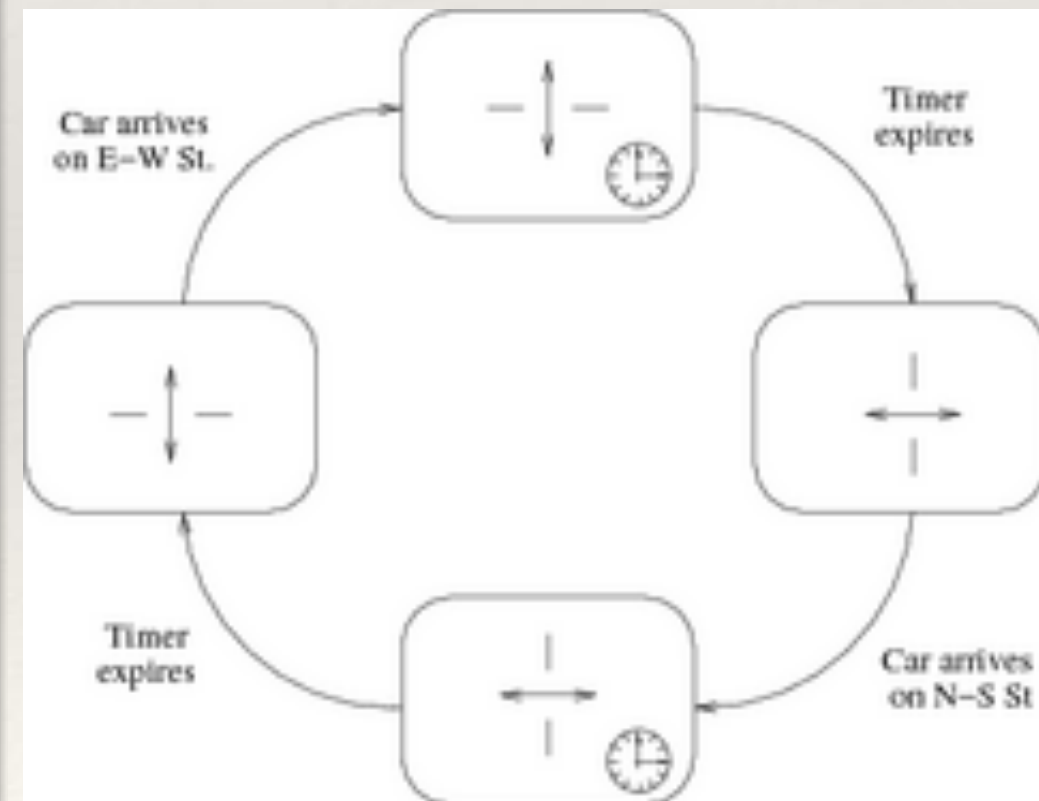 Car arrives
on E–W St.
Timer
expires
Timer
expires
Car arrives
on N–S St